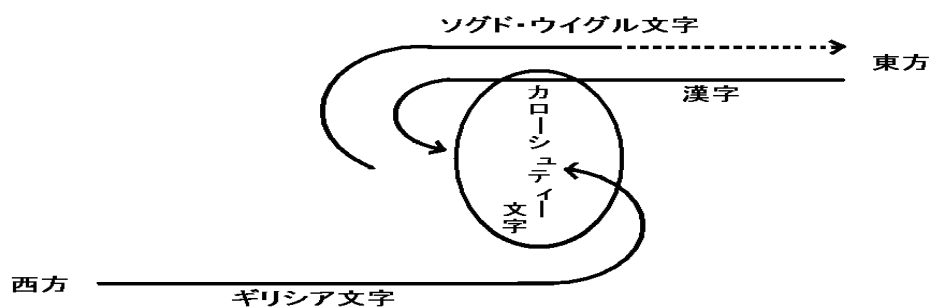 ソグド・ウイグル文字
東方
漢字
カローシュティー
文字
西方
ギリシア文字